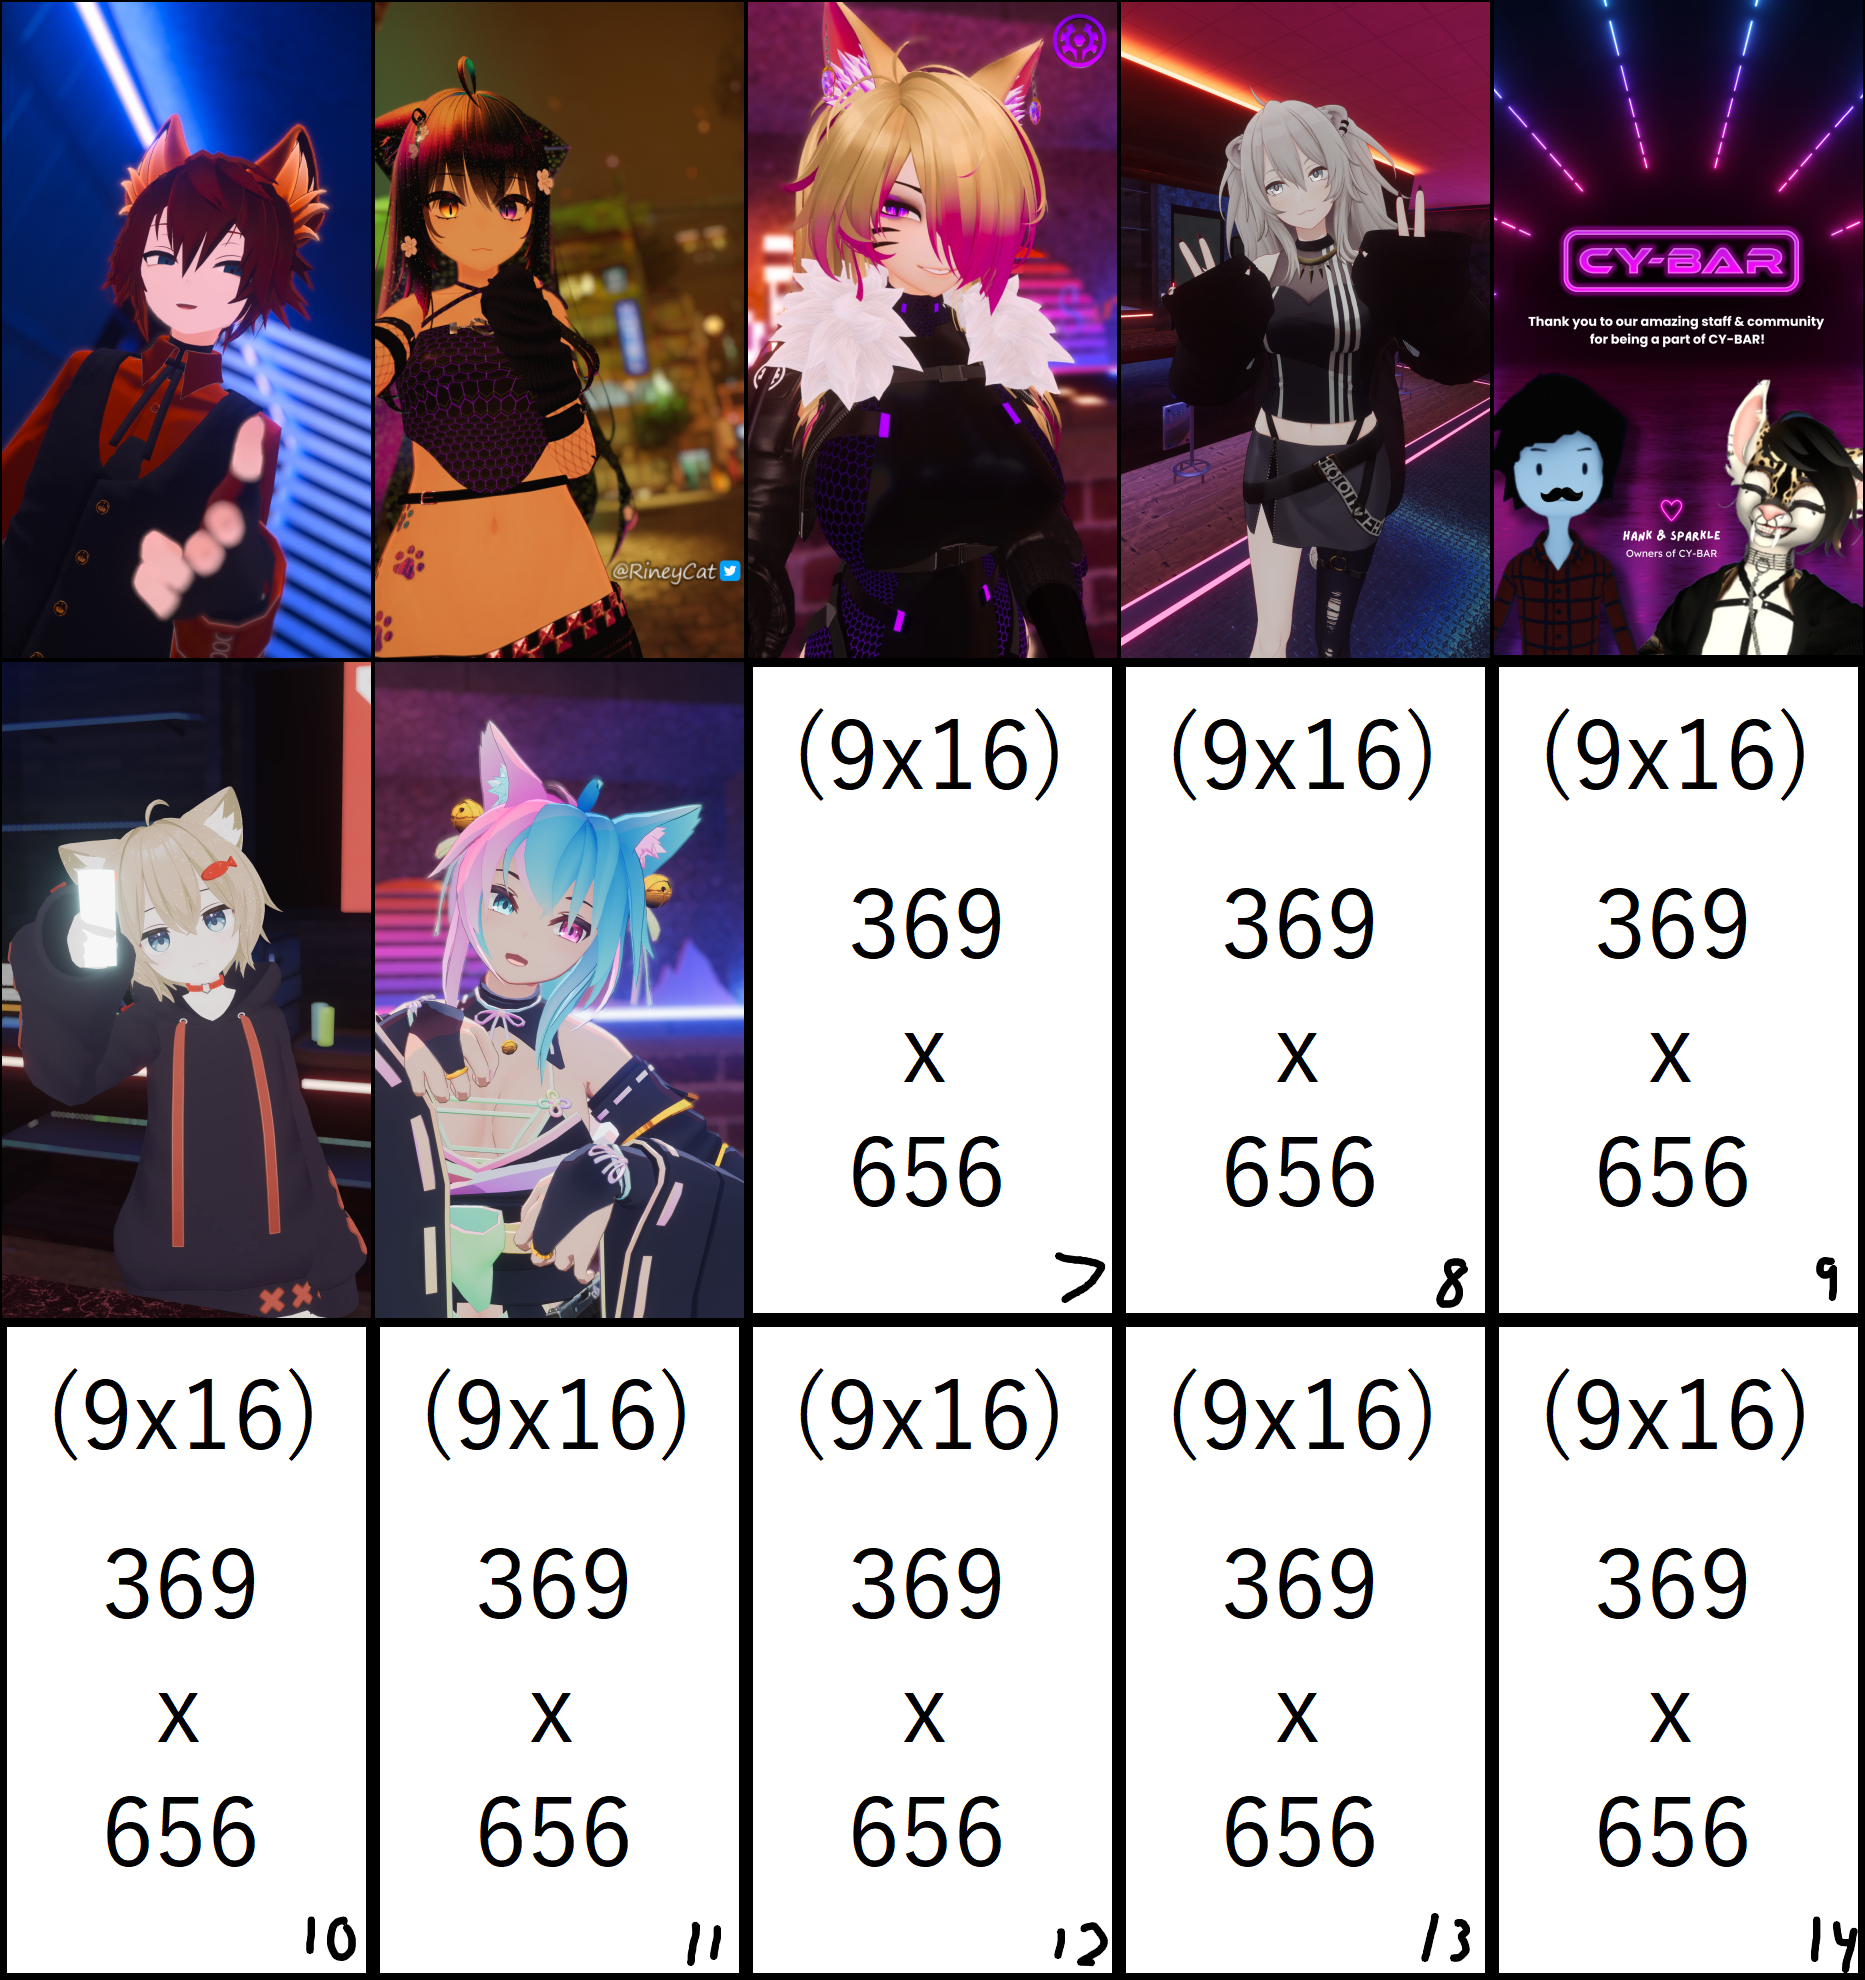 @RineyCat
HOLOLIVE
CY-BAR
Thank you to our amazing staff & community
for being a part of CY-BAR!
HANK & SPARKLE
Owners of CY-BAR
(9x16)
369
x
656
7
(9x16)
369
x
656
8
(9x16)
369
x
656
9
(9x16)
369
x
656
10
(9x16)
369
x
656
11
(9x16)
369
x
656
12
(9x16)
369
x
656
13
(9x16)
369
x
656
14